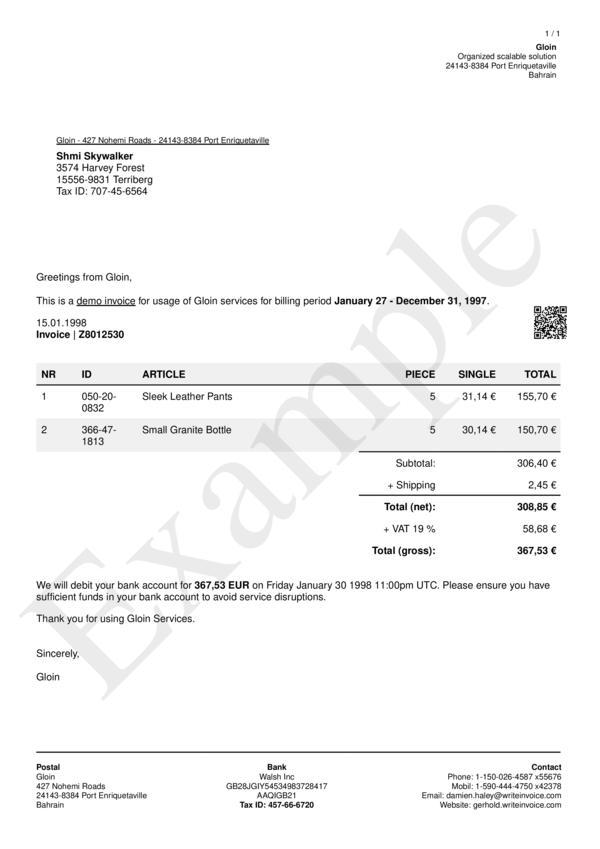 1 / 1
Gloin
Organized scalable solution
24143-8384 Port Enriquetaville
Bahrain
Gloin - 427 Nohemi Roads - 24143-8384 Port Enriquetaville
Shmi Skywalker
3574 Harvey Forest
15556-9831 Terriberg
Tax ID: 707-45-6564
Greetings from Gloin,
This is a demo invoice for usage of Gloin services for billing period January 27 - December 31, 1997.
15.01.1998
Invoice | Z8012530
NR ID ARTICLE PIECE SINGLE TOTAL
1 050-20- Sleek Leather Pants 5 31,14 € 155,70 €
0832
2 366-47- Small Granite Bottle 5 30,14 € 150,70 €
1813
Subtotal: 306,40 €
+ Shipping 2,45 €
Total (net): 308,85 €
+ VAT 19 % 58,68 €
Total (gross): 367,53 €
We will debit your bank account for 367,53 EUR on Friday January 30 1998 11:00pm UTC. Please ensure you have
sufficient funds in your bank account to avoid service disruptions.
Thank you for using Gloin Services.
Sincerely,
Gloin
Example
Postal Bank Contact
Gloin Walsh Inc Phone: 1-150-026-4587 x55676
427 Nohemi Roads GB28JGIY54534983728417 Mobil: 1-590-444-4750 x42378
24143-8384 Port Enriquetaville AAQIGB21 Email: damien.haley@writeinvoice.com
Bahrain Tax ID: 457-66-6720 Website: gerhold.writeinvoice.com